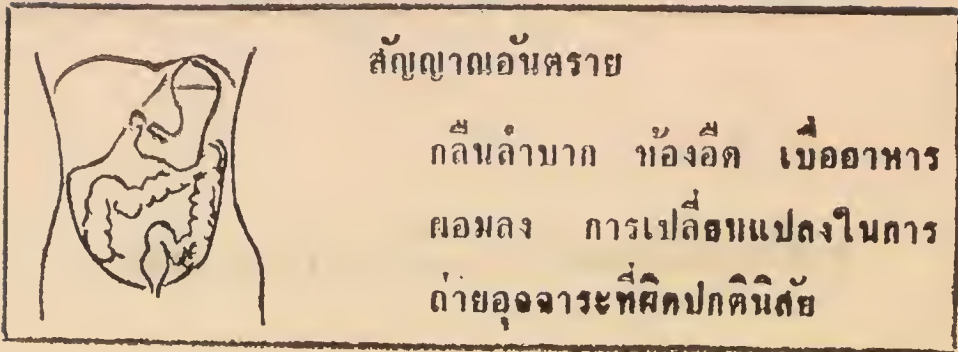 สัญญาณอันตราย
กลืนลำบาก ท้องอืด เบื่ออาหาร
ผอมลง การเปลี่ยนแปลงในการ
ถ่ายอุจจาระที่ผิดปกตินิสัย